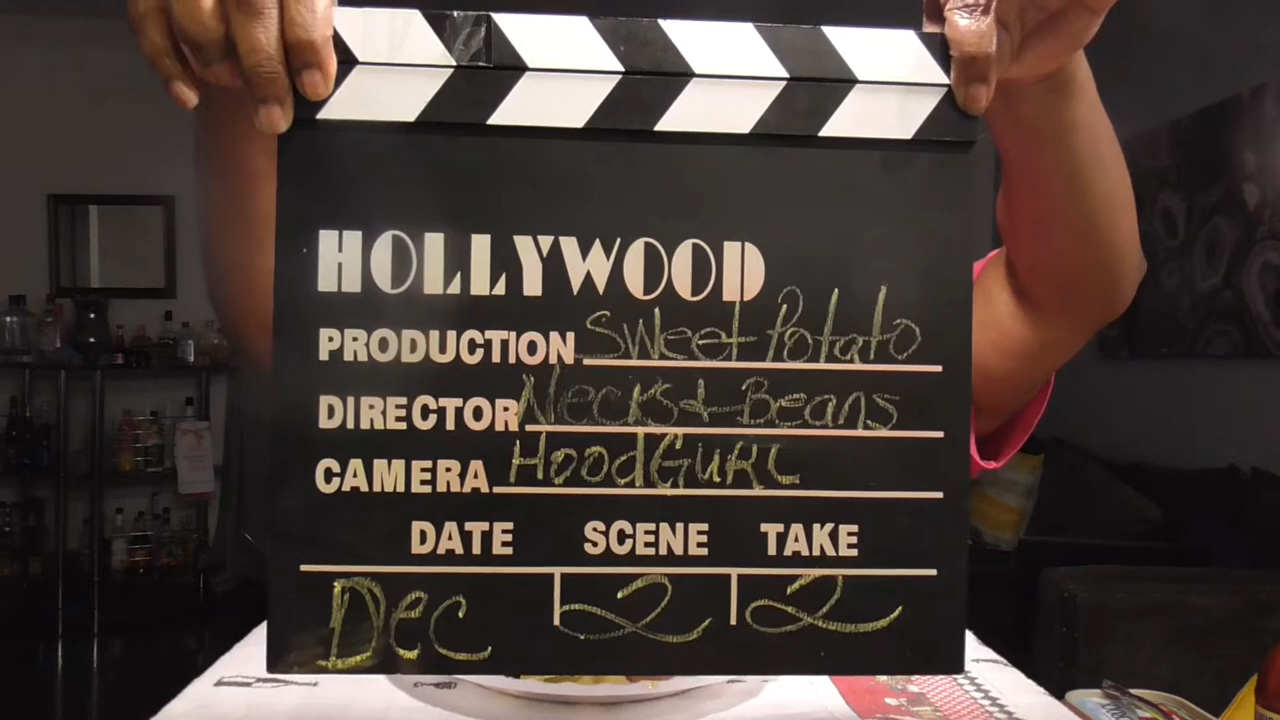 HOLLYWOOD
PRODUCTION Sweet Potato
DIRECTOR Necks & Beans
CAMERA HoodGURL
DATE SCENE TAKE
Dec 2 2